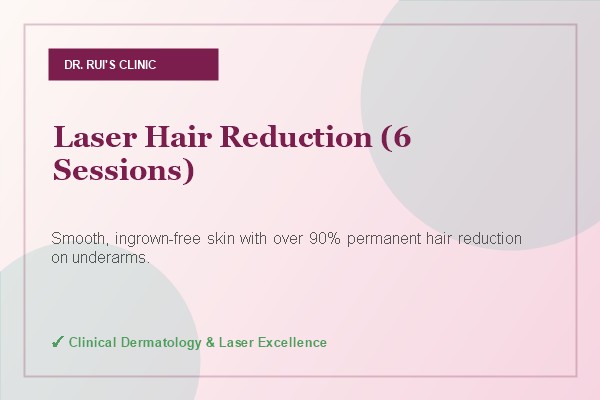 DR. RUI'S CLINIC
Laser Hair Reduction (6
Sessions)
Smooth, ingrown-free skin with over 90% permanent hair reduction
on underarms.
✓ Clinical Dermatology & Laser Excellence